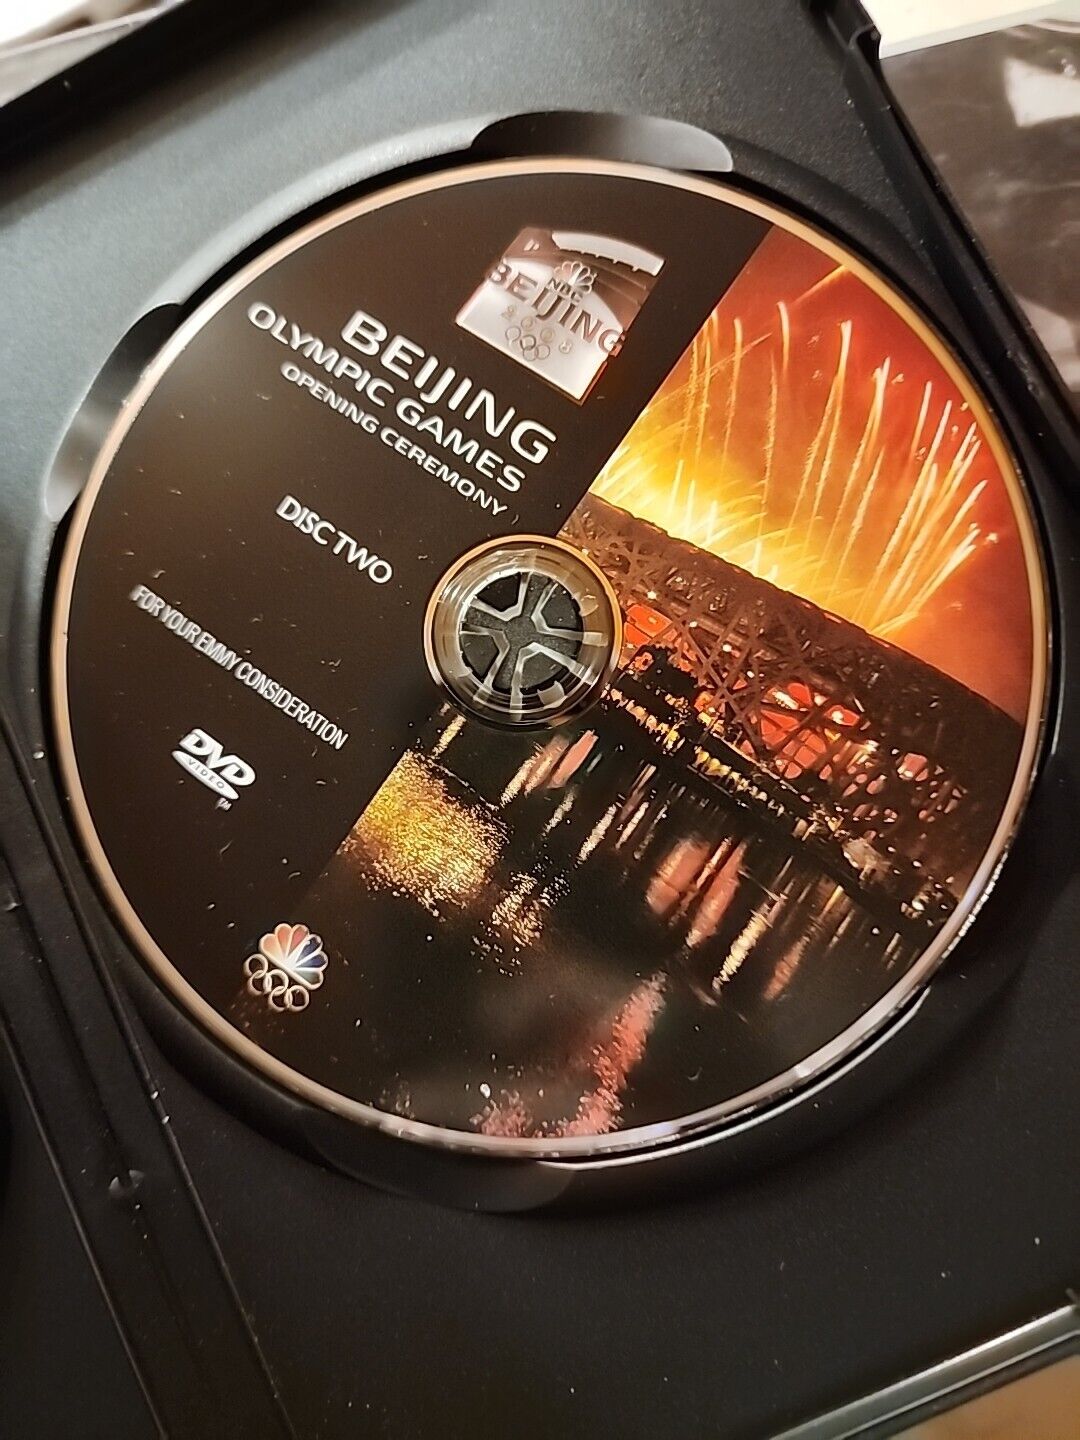 NBC
BEIJING
2008
BEIJING
OLYMPIC GAMES
OPENING CEREMONY
DISC TWO
FOR YOUR EMMY CONSIDERATION
DVD
VIDEO